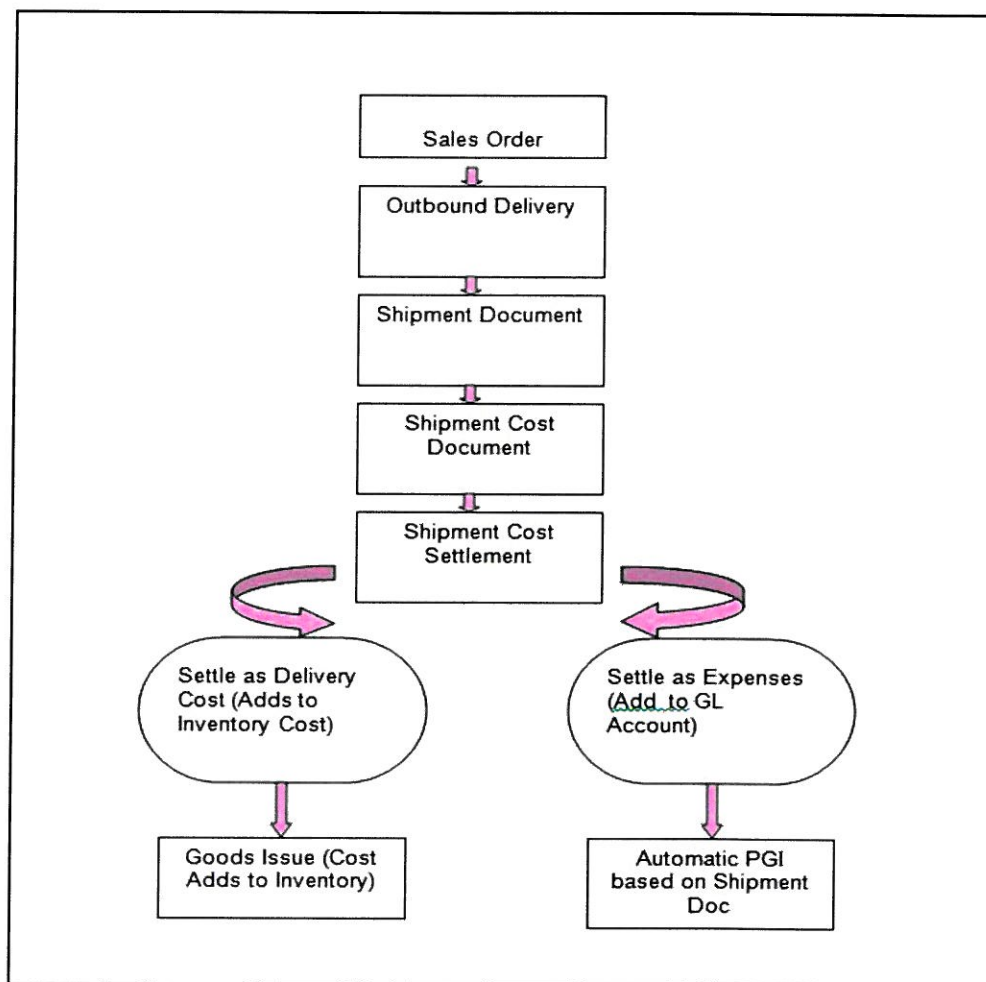 Sales Order
Outbound Delivery
Shipment Document
Shipment Cost
Document
Shipment Cost
Settlement
Settle as Delivery
Cost (Adds to
Inventory Cost)
Settle as Expenses
(Add to GL
Account)
Goods Issue (Cost
Adds to Inventory)
Automatic PGI
based on Shipment
Doc